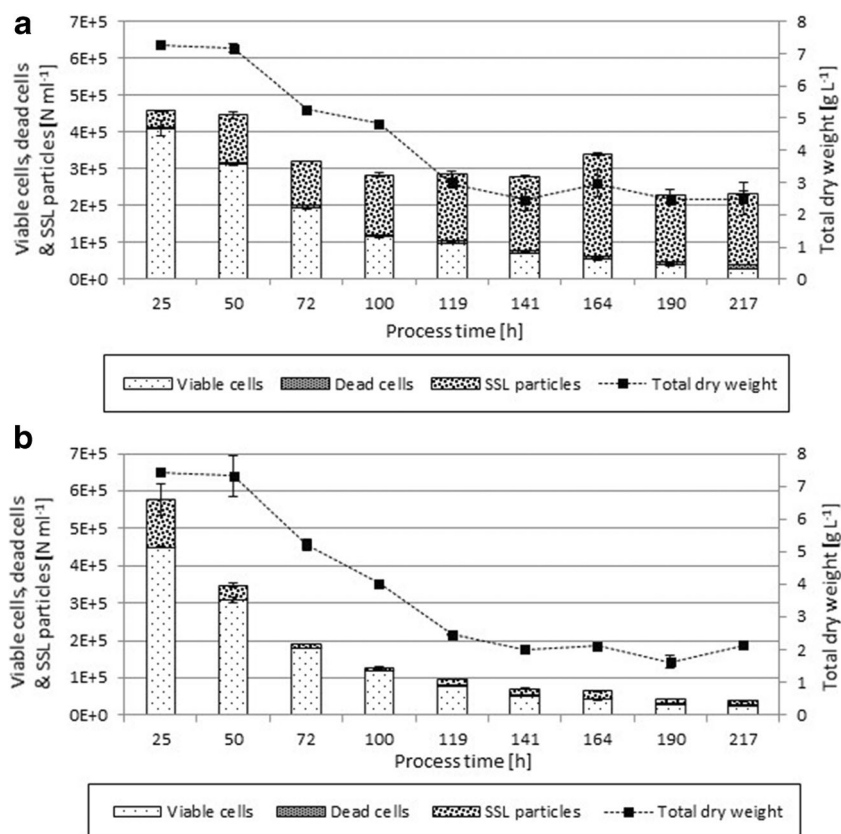 a
7E+5
6E+5
5E+5
4E+5
3E+5
2E+5
1E+5
0E+0
Viable cells, dead cells
& SSL particles [N ml-1]
8
7
6
5
4
3
2
1
0
Total dry weight [g L-1]
25 50 72 100 119 141 164 190 217
Process time [h]
Viable cells Dead cells SSL particles Total dry weight
b
7E+5
6E+5
5E+5
4E+5
3E+5
2E+5
1E+5
0E+0
Viable cells, dead cells
& SSL particles [N ml-1]
8
7
6
5
4
3
2
1
0
Total dry weight [g L-1]
25 50 72 100 119 141 164 190 217
Process time [h]
Viable cells Dead cells SSL particles Total dry weight